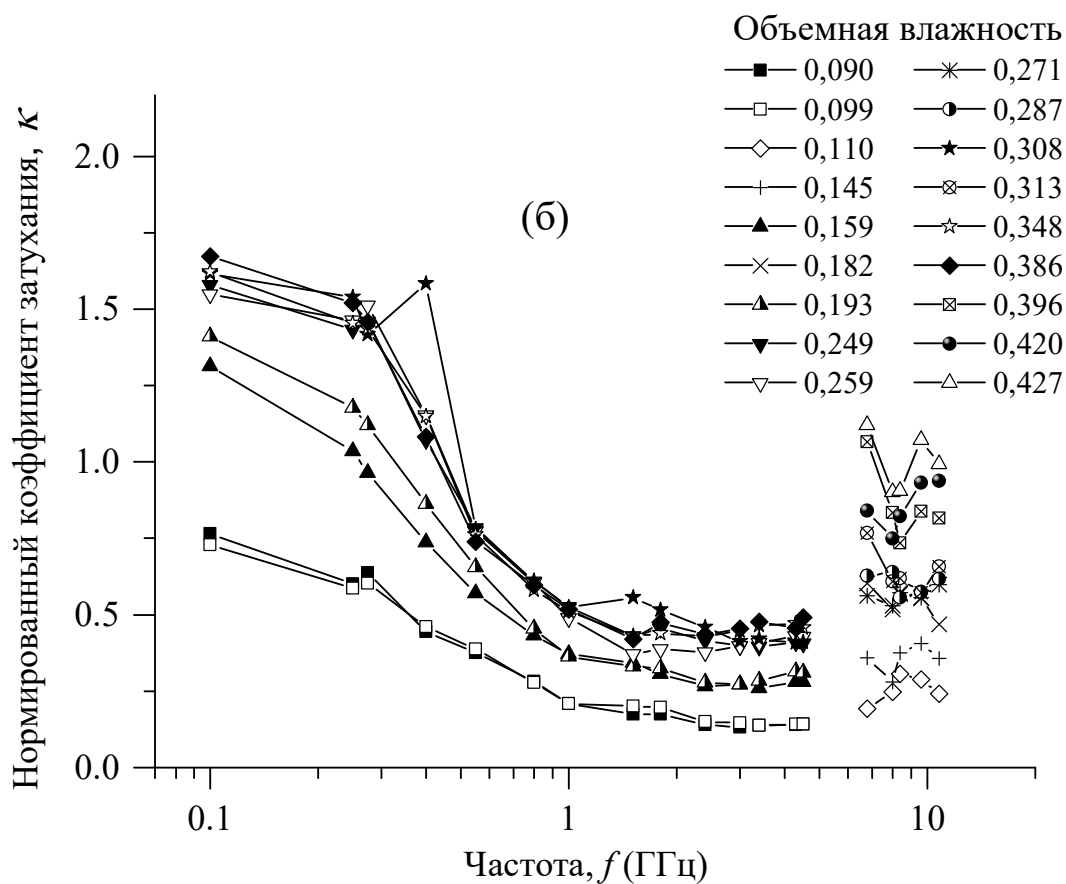 Объемная влажность
0,090 0,271
0,099 0,287
0,110 0,308
0,145 0,313
0,159 0,348
0,182 0,386
0,193 0,396
0,249 0,420
0,259 0,427
(б)
Нормированный коэффициент затухания, κ
2.0
1.5
1.0
0.5
0.0
0.1 1 10
Частота, f (ГГц)